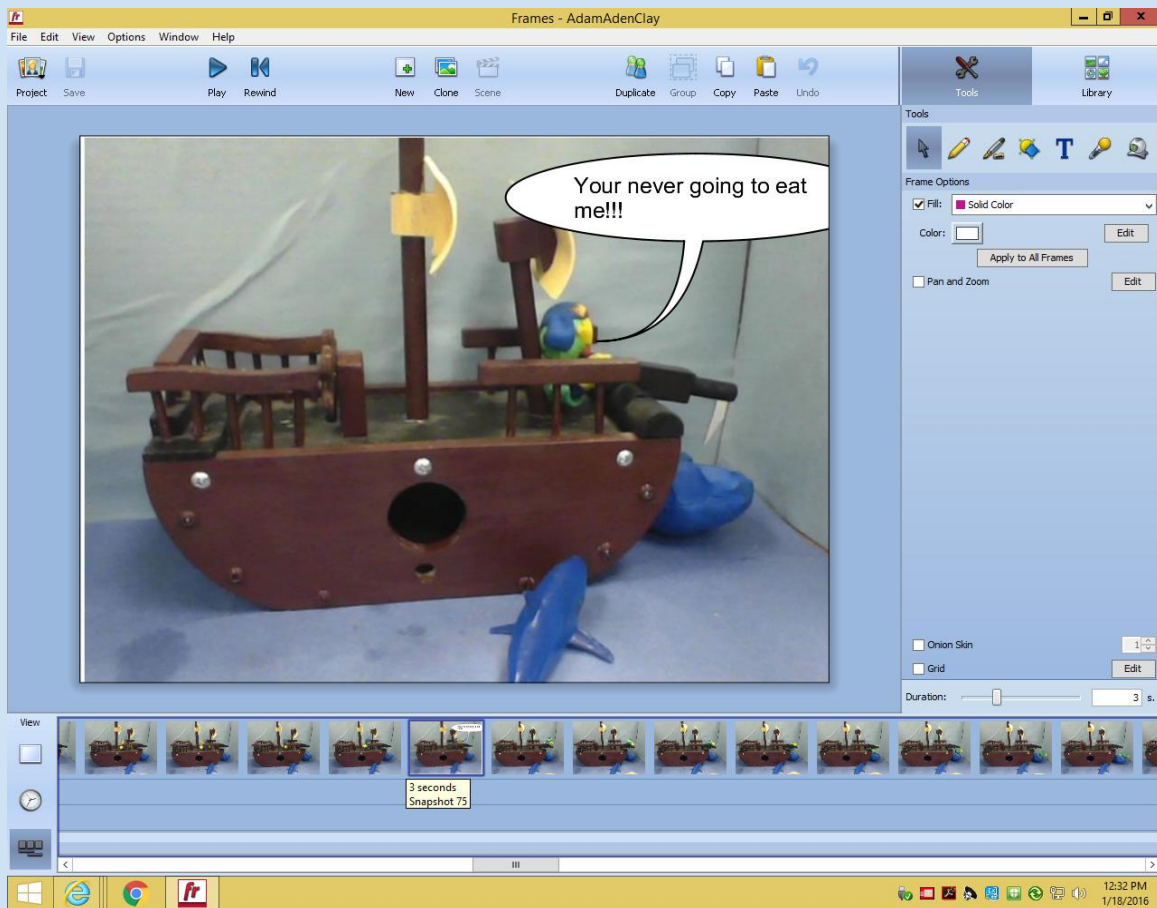 fr
Frames - AdamAdenClay
File Edit View Options Window Help
Project Save Play Rewind New Clone Scene Duplicate Group Copy Paste Undo Tools Library
Tools
T
Frame Options
Fill: Solid Color
Color: Edit
Apply to All Frames
Pan and Zoom Edit
Your never going to eat
me!!!
Onion Skin 1
Grid Edit
Duration: 3 s.
View
3 seconds
Snapshot 75
fr
12:32 PM
1/18/2016